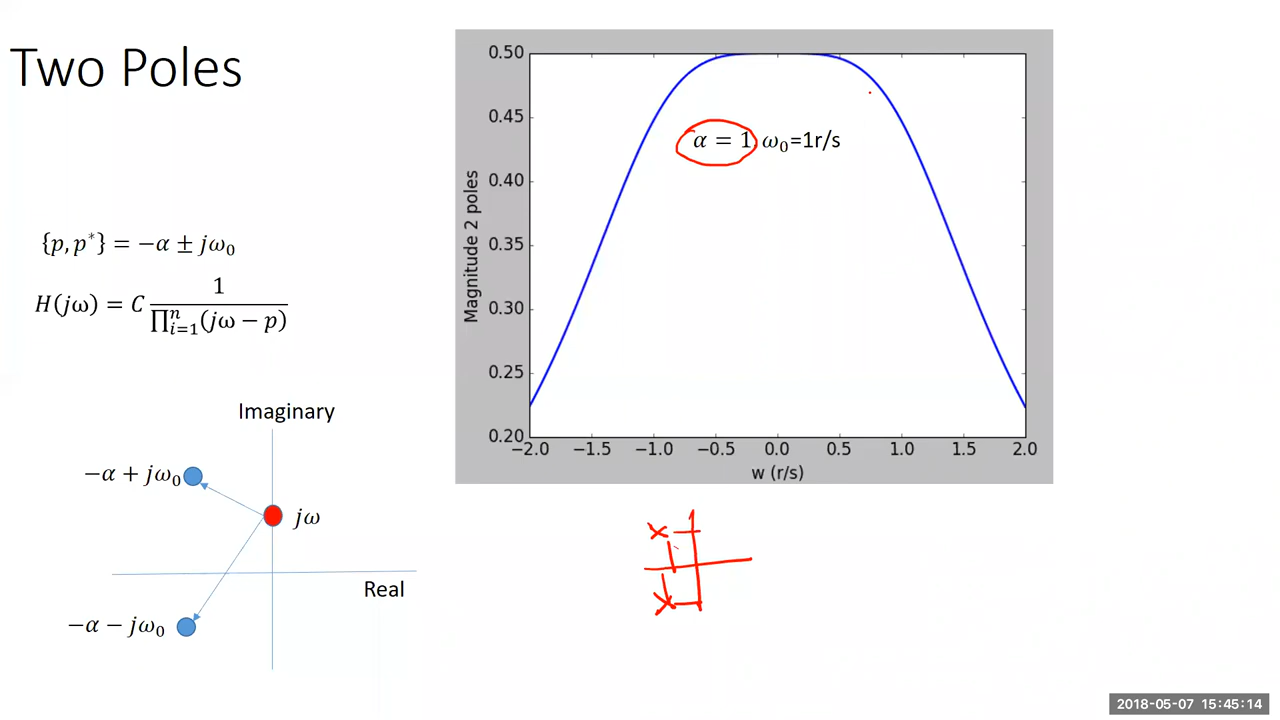 Two Poles
{p, p*} = −α ± jω₀
H(jω) = C 1 / ∏ⁿᵢ₌₁(jω − p)
Imaginary
−α + jω₀
jω
Real
−α − jω₀
0.50
0.45
0.40
0.35
0.30
0.25
0.20
Magnitude 2 poles
α = 1, ω₀=1r/s
−2.0 −1.5 −1.0 −0.5 0.0 0.5 1.0 1.5 2.0
w (r/s)
x
x
2018-05-07 15:45:14